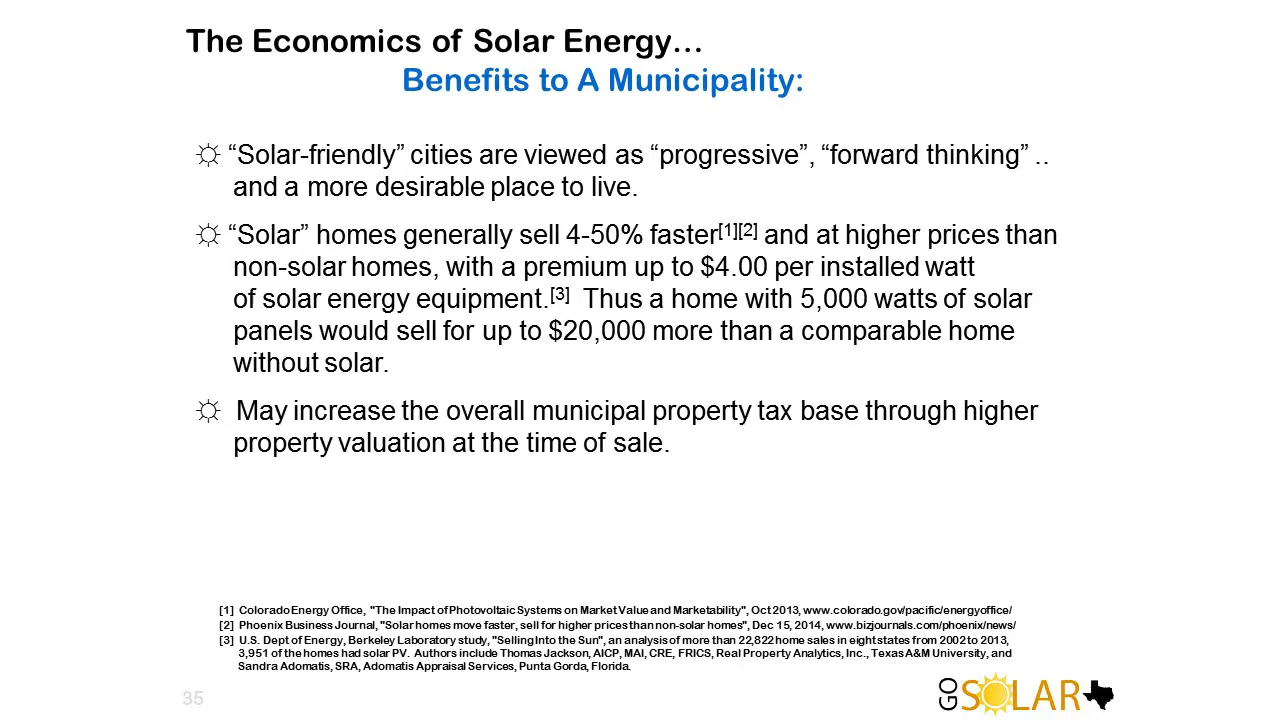 The Economics of Solar Energy…
Benefits to A Municipality:
☼ “Solar-friendly” cities are viewed as “progressive”, “forward thinking” ..
and a more desirable place to live.
☼ “Solar” homes generally sell 4-50% faster[1][2] and at higher prices than
non-solar homes, with a premium up to $4.00 per installed watt
of solar energy equipment.[3] Thus a home with 5,000 watts of solar
panels would sell for up to $20,000 more than a comparable home
without solar.
☼ May increase the overall municipal property tax base through higher
property valuation at the time of sale.
[1] Colorado Energy Office, "The Impact of Photovoltaic Systems on Market Value and Marketability", Oct 2013, www.colorado.gov/pacific/energyoffice/
[2] Phoenix Business Journal, "Solar homes move faster, sell for higher prices than non-solar homes", Dec 15, 2014, www.bizjournals.com/phoenix/news/
[3] U.S. Dept of Energy, Berkeley Laboratory study, "Selling Into the Sun", an analysis of more than 22,822 home sales in eight states from 2002 to 2013,
3,951 of the homes had solar PV. Authors include Thomas Jackson, AICP, MAI, CRE, FRICS, Real Property Analytics, Inc., Texas A&M University, and
Sandra Adomatis, SRA, Adomatis Appraisal Services, Punta Gorda, Florida.
35
GO SOLAR